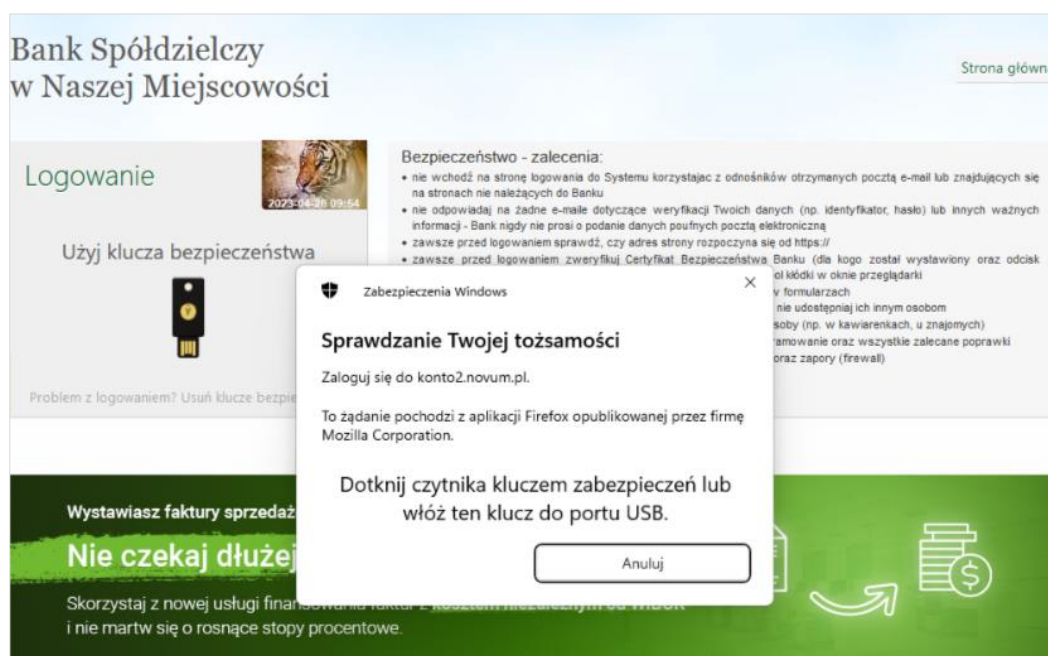 Bank Spółdzielczy
w Naszej Miejscowości
Strona główn
Logowanie
2023-04-26 09:54
Użyj klucza bezpieczeństwa
Problem z logowaniem? Usuń klucze bezpie
Bezpieczeństwo - zalecenia:
• nie wchodź na stronę logowania do Systemu korzystajac z odnośników otrzymanych pocztą e-mail lub znajdujących się
na stronach nie należących do Banku
• nie odpowiadaj na żadne e-maile dotyczące weryfikacji Twoich danych (np. identyfikator, hasło) lub innych ważnych
informacji - Bank nigdy nie prosi o podanie danych poufnych pocztą elektroniczną
• zawsze przed logowaniem sprawdź, czy adres strony rozpoczyna się od https://
• zawsze przed logowaniem zweryfikuj Certyfikat Bezpieczeństwa Banku (dla kogo został wystawiony oraz odcisk
ol kłódki w oknie przeglądarki
v formularzach
nie udostępniaj ich innym osobom
soby (np. w kawiarenkach, u znajomych)
ramowanie oraz wszystkie zalecane poprawki
oraz zapory (firewall)
Zabezpieczenia Windows
Sprawdzanie Twojej tożsamości
Zaloguj się do konto2.novum.pl.
To żądanie pochodzi z aplikacji Firefox opublikowanej przez firmę
Mozilla Corporation.
Dotknij czytnika kluczem zabezpieczeń lub
włóż ten klucz do portu USB.
Anuluj
Wystawiasz faktury sprzedaż
Nie czekaj dłużej
Skorzystaj z nowej usługi finansowania faktur z kosztem niezależnym od WIBOR
i nie martw się o rosnące stopy procentowe.